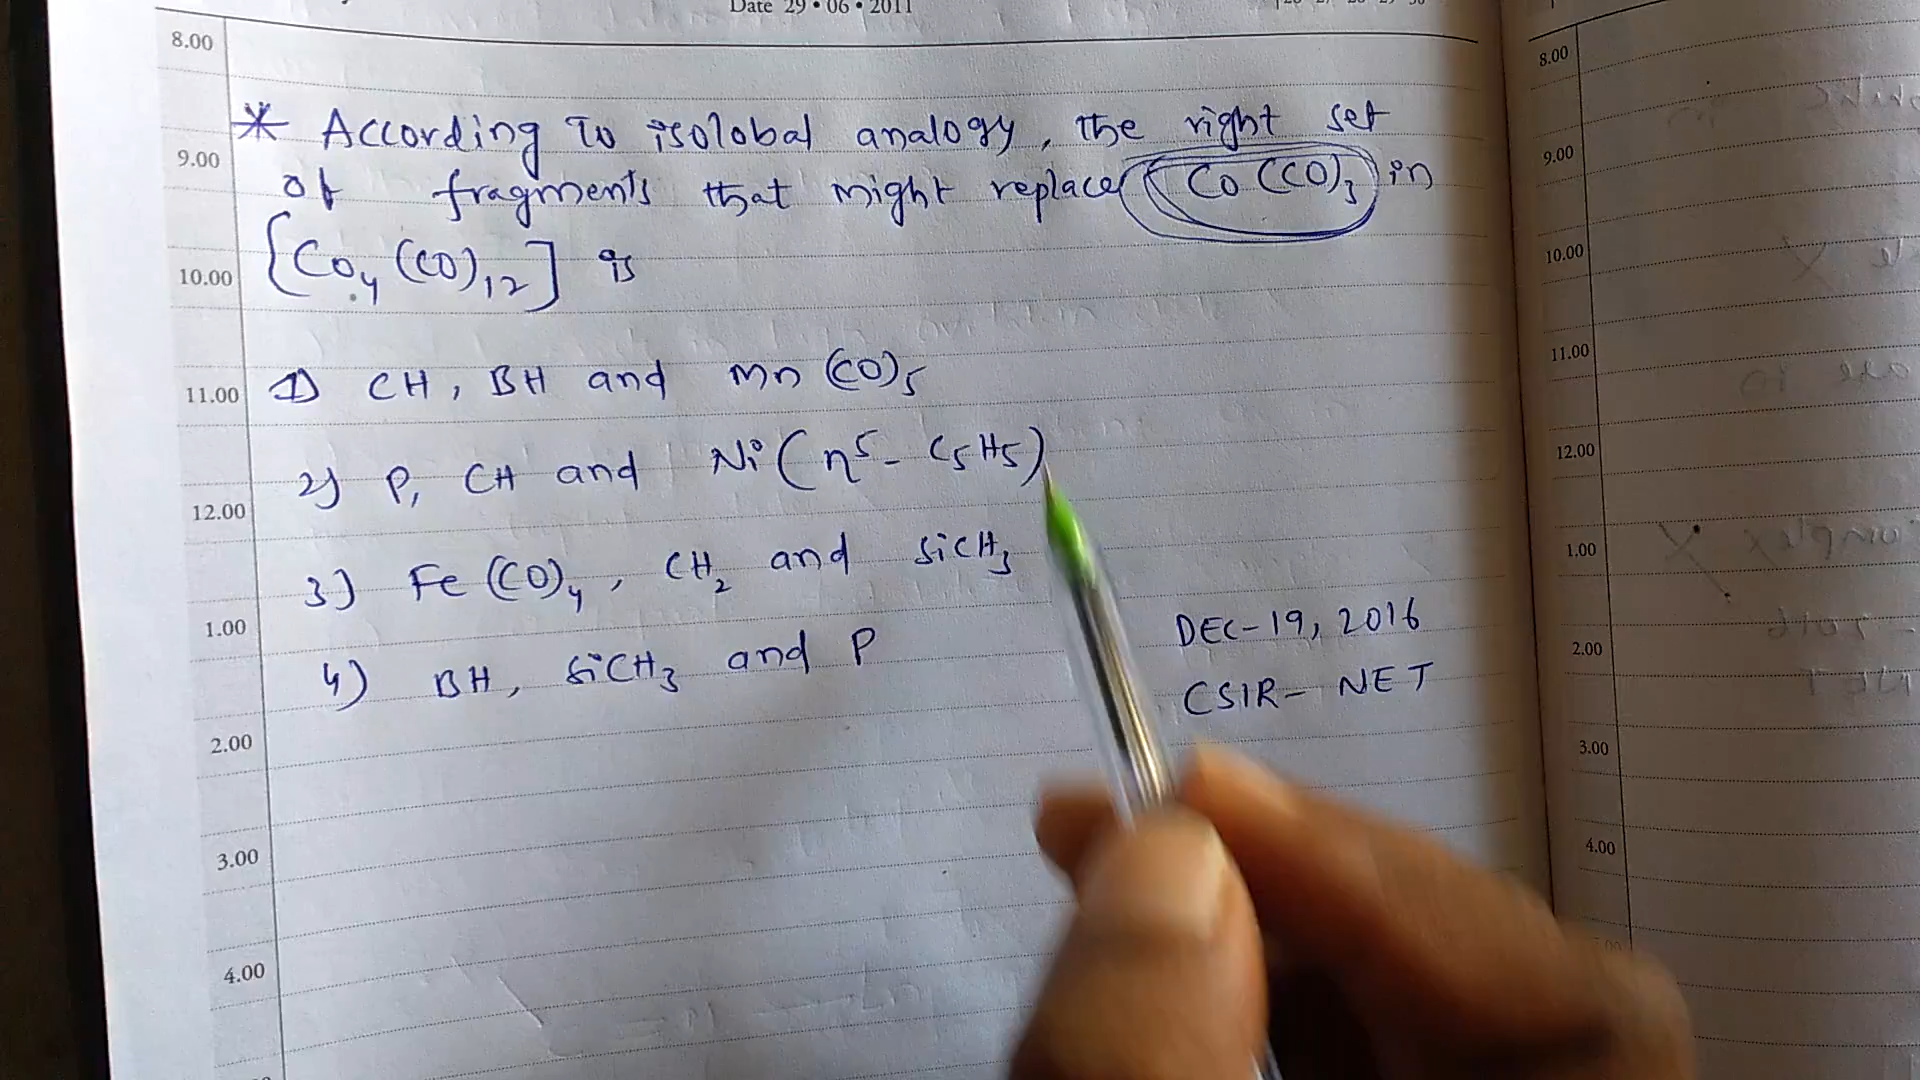 Date 29 • 06 • 2011
8.00
* According to isolobal analogy, the right set
9.00
of fragments that might replace Co(CO)3 in
[Co4(CO)12] is
10.00
11.00
1) CH, BH and Mn(CO)5
2) P, CH and Ni(η5-C5H5)
12.00
3) Fe(CO)4, CH2 and SiCH3
1.00
4) BH, SiCH3 and P
DEC-19, 2016
CSIR-NET
2.00
3.00
4.00
8.00
9.00
10.00
11.00
12.00
1.00
2.00
3.00
4.00